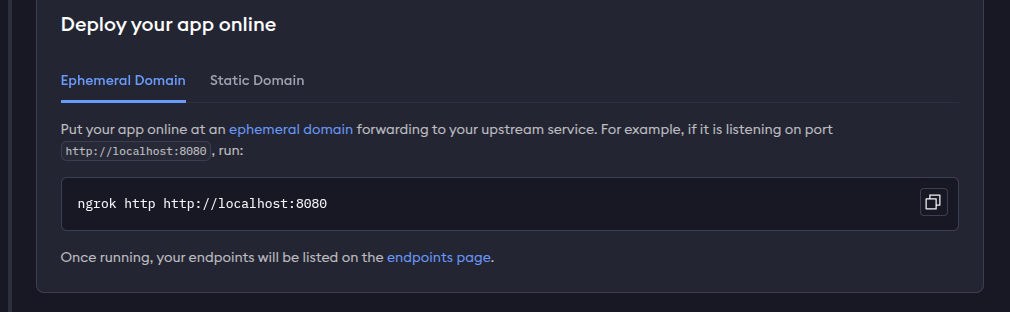 Deploy your app online
Ephemeral Domain Static Domain
Put your app online at an ephemeral domain forwarding to your upstream service. For example, if it is listening on port
http://localhost:8080, run:
ngrok http http://localhost:8080
Once running, your endpoints will be listed on the endpoints page.